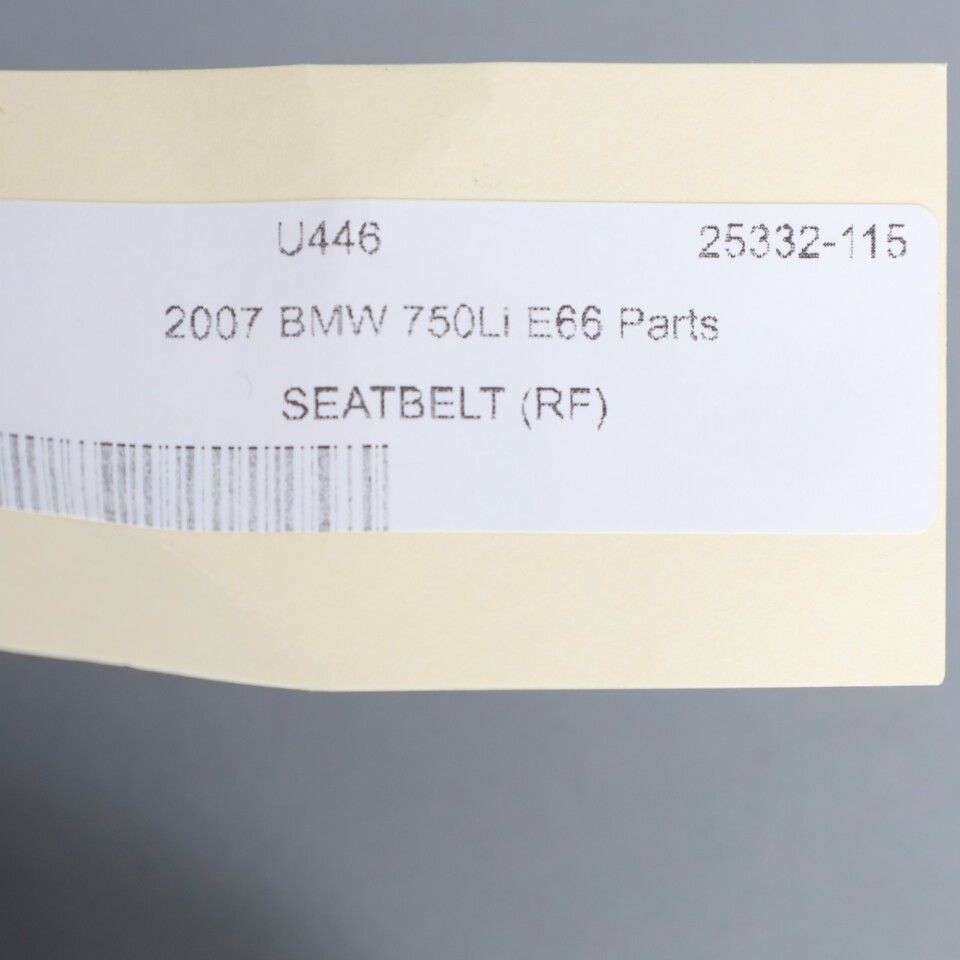 U446 25332-115
2007 BMW 750Li E66 Parts
SEATBELT (RF)